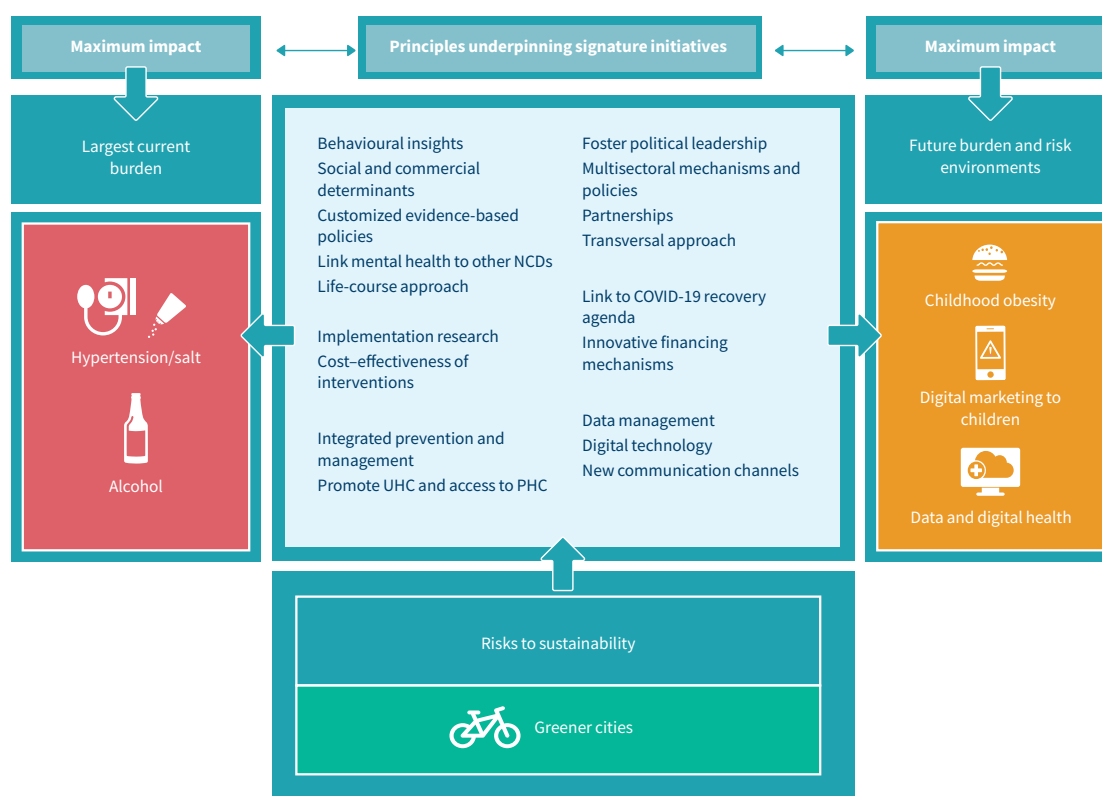 Maximum impact
Principles underpinning signature initiatives
Maximum impact
Largest current
burden
Future burden and risk
environments
Hypertension/salt
Alcohol
Behavioural insights
Social and commercial
determinants
Customized evidence-based
policies
Link mental health to other NCDs
Life-course approach
Implementation research
Cost–effectiveness of
interventions
Integrated prevention and
management
Promote UHC and access to PHC
Foster political leadership
Multisectoral mechanisms and
policies
Partnerships
Transversal approach
Link to COVID-19 recovery
agenda
Innovative financing
mechanisms
Data management
Digital technology
New communication channels
Childhood obesity
Digital marketing to
children
Data and digital health
Risks to sustainability
Greener cities